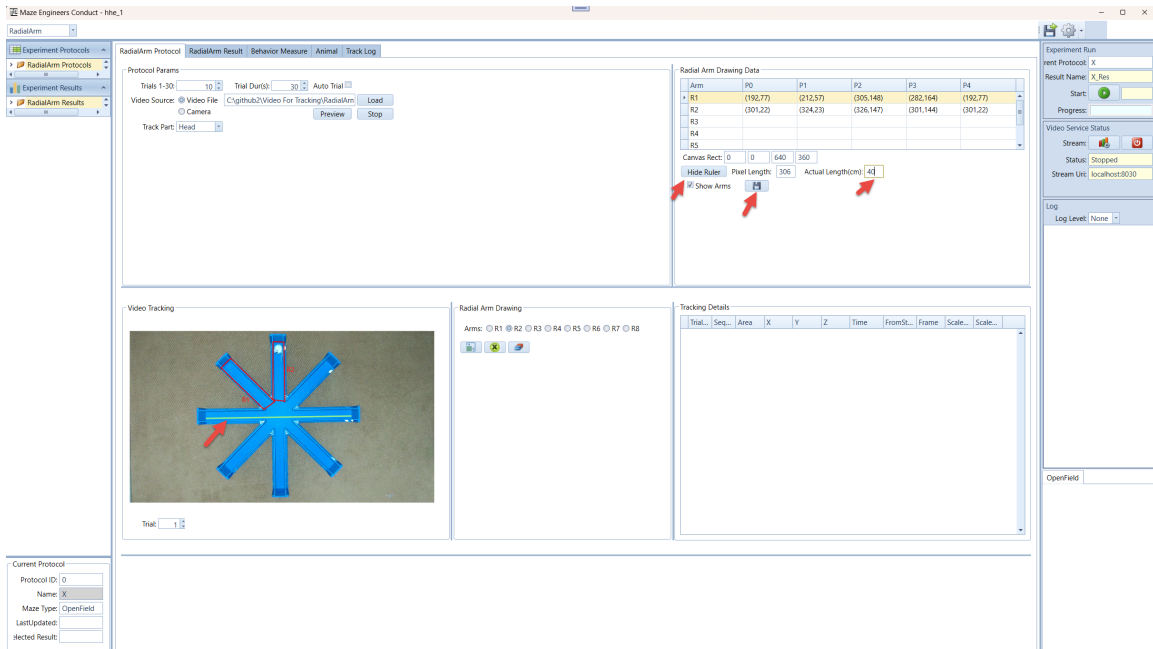 Maze Engineers Conduct - hhe_1
RadialArm
Experiment Protocols
RadialArm Protocols
Experiment Results
RadialArm Results
RadialArm Protocol RadialArm Result Behavior Measure Animal Track Log
Protocol Params
Trials 1-30: 10 Trial Dur(s): 30 Auto Trial
Video Source: Video File C:\github2\Video For Tracking\RadialArm Load
Camera Preview Stop
Track Part: Head
Radial Arm Drawing Data
Arm P0 P1 P2 P3 P4
R1 (192,77) (212,57) (305,148) (282,164) (192,77)
R2 (301,22) (324,23) (326,147) (301,144) (301,22)
R3
R4
R5
Canvas Rect: 0 0 640 360
Hide Ruler Pixel Length: 306 Actual Length(cm): 40
Show Arms
Video Tracking
Trial: 1
Radial Arm Drawing
Arms: R1 R2 R3 R4 R5 R6 R7 R8
Tracking Details
Trial... Seq... Area X Y Z Time FromSt... Frame Scale... Scale...
Experiment Run
rent Protocol: X
Result Name: X_Res
Start:
Progress:
Video Service Status
Stream:
Status: Stopped
Stream Uri: localhost:8030
Log
Log Level: None
OpenField
Current Protocol
Protocol ID: 0
Name: X
Maze Type: OpenField
LastUpdated:
elected Result: